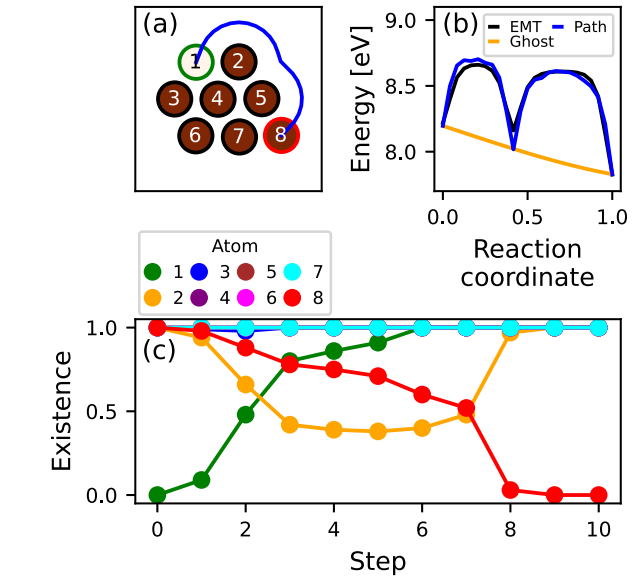 (a)
1 2
3 4 5
6 7 8
(b)
EMT Path
Ghost
Energy [eV]
9.0
8.5
8.0
0.0 0.5 1.0
Reaction
coordinate
Atom
1 3 5 7
2 4 6 8
(c)
Existence
1.0
0.5
0.0
0 2 4 6 8 10
Step